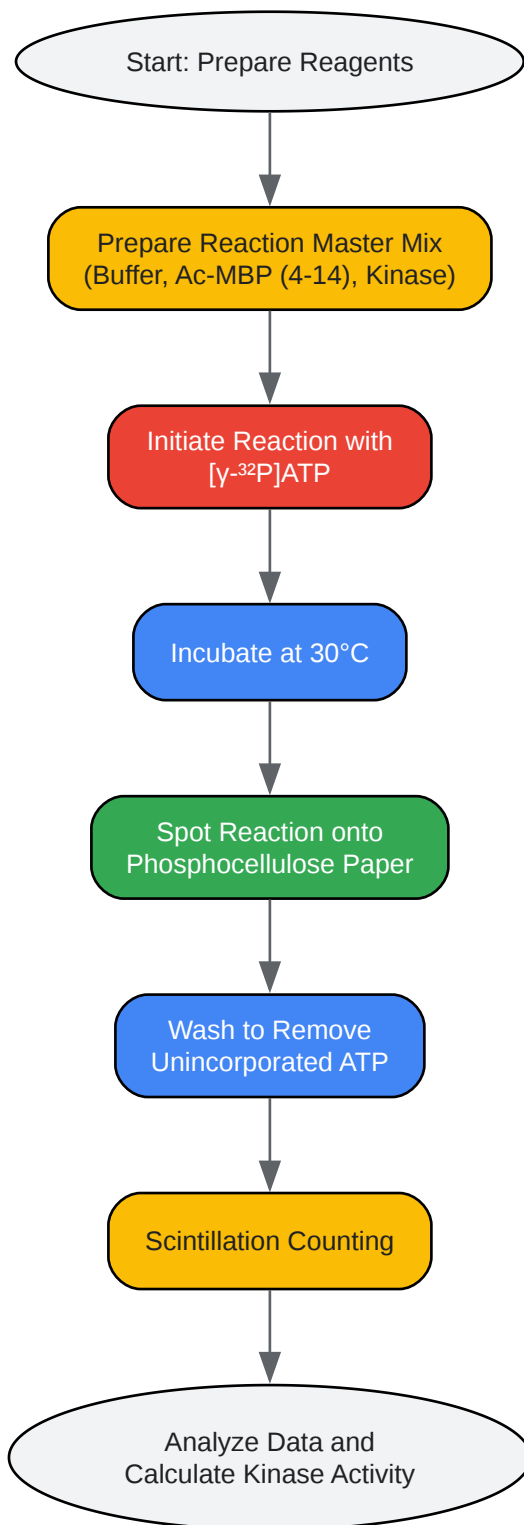 Start: Prepare Reagents
Prepare Reaction Master Mix
(Buffer, Ac-MBP (4-14), Kinase)
Initiate Reaction with
[γ-³²P]ATP
Incubate at 30°C
Spot Reaction onto
Phosphocellulose Paper
Wash to Remove
Unincorporated ATP
Scintillation Counting
Analyze Data and
Calculate Kinase Activity